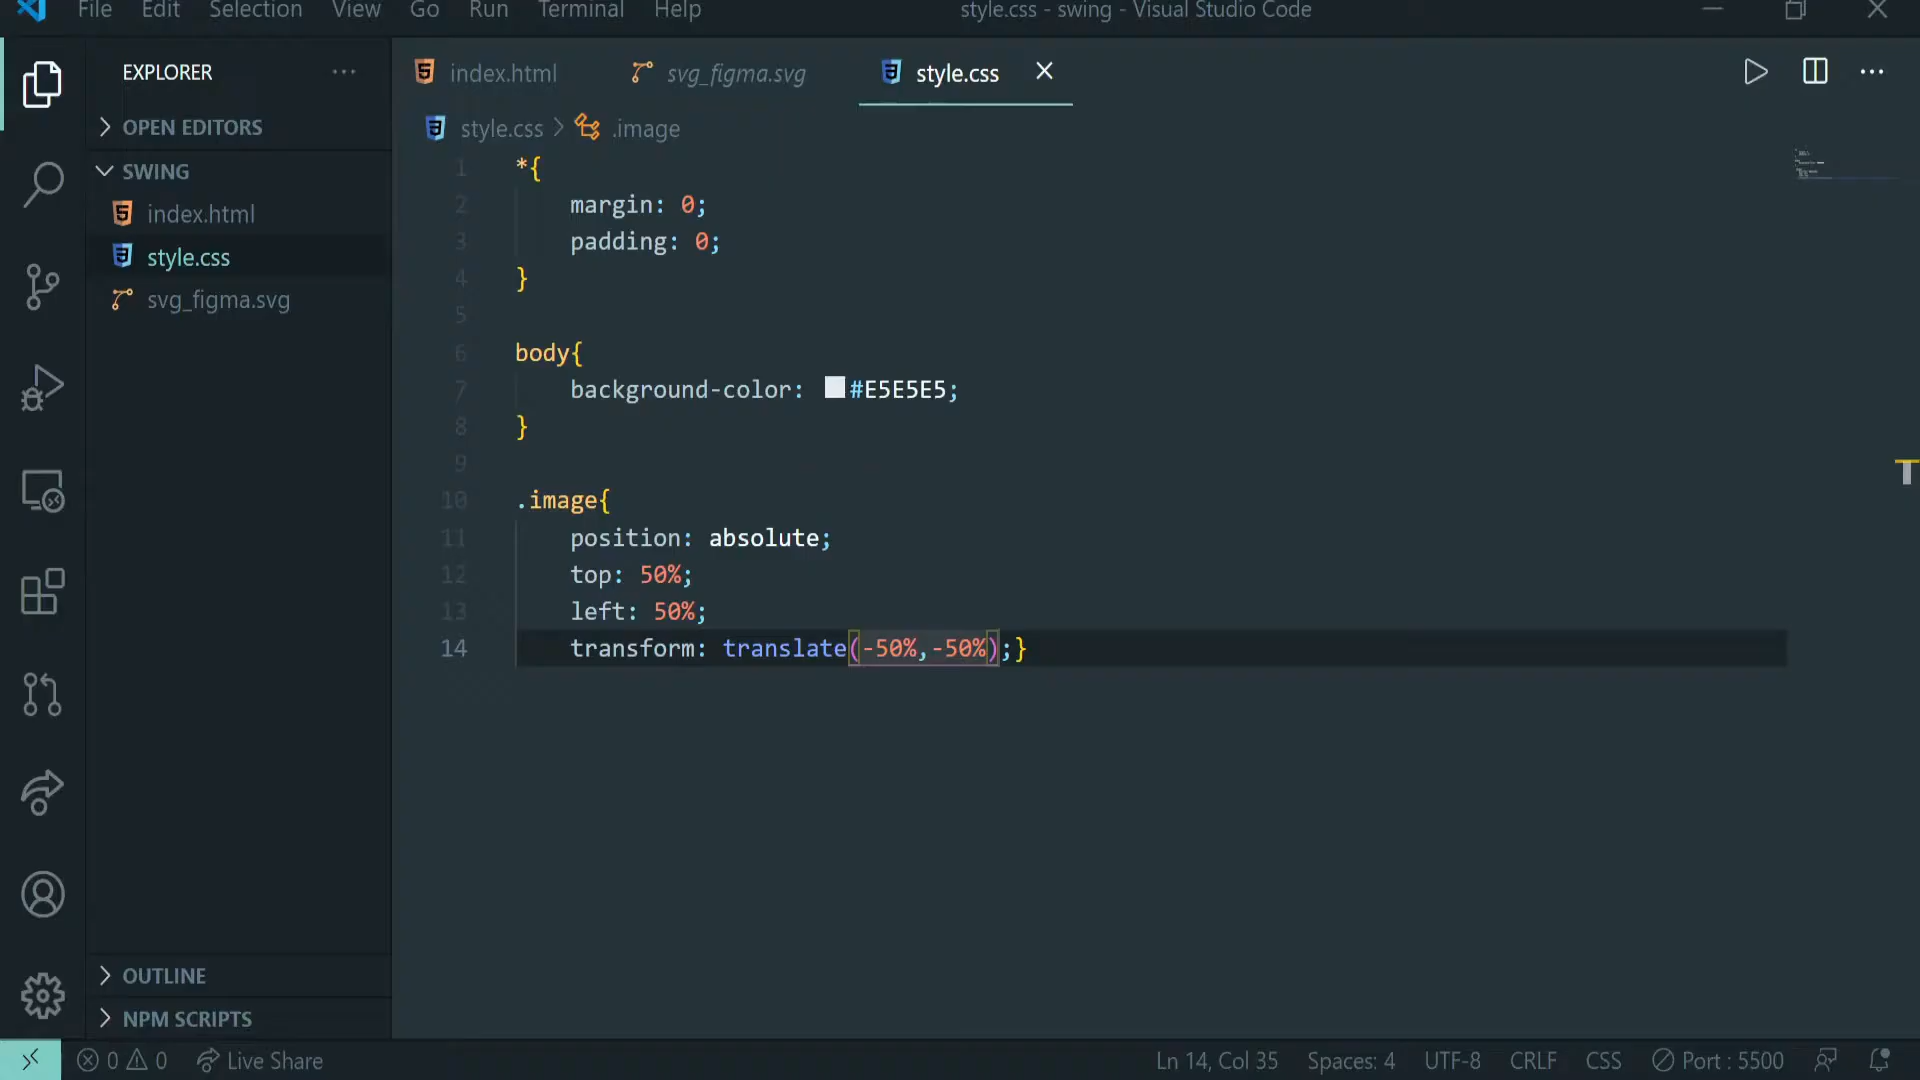 File Edit Selection View Go Run Terminal Help style.css - swing - Visual Studio Code
EXPLORER
OPEN EDITORS
SWING
index.html
style.css
svg_figma.svg
OUTLINE
NPM SCRIPTS
index.html svg_figma.svg style.css
style.css > .image
1 *{
2 margin: 0;
3 padding: 0;
4 }
5
6 body{
7 background-color: #E5E5E5;
8 }
9
10 .image{
11 position: absolute;
12 top: 50%;
13 left: 50%;
14 transform: translate(-50%,-50%);}
0 0 Live Share Ln 14, Col 35 Spaces: 4 UTF-8 CRLF CSS Port : 5500